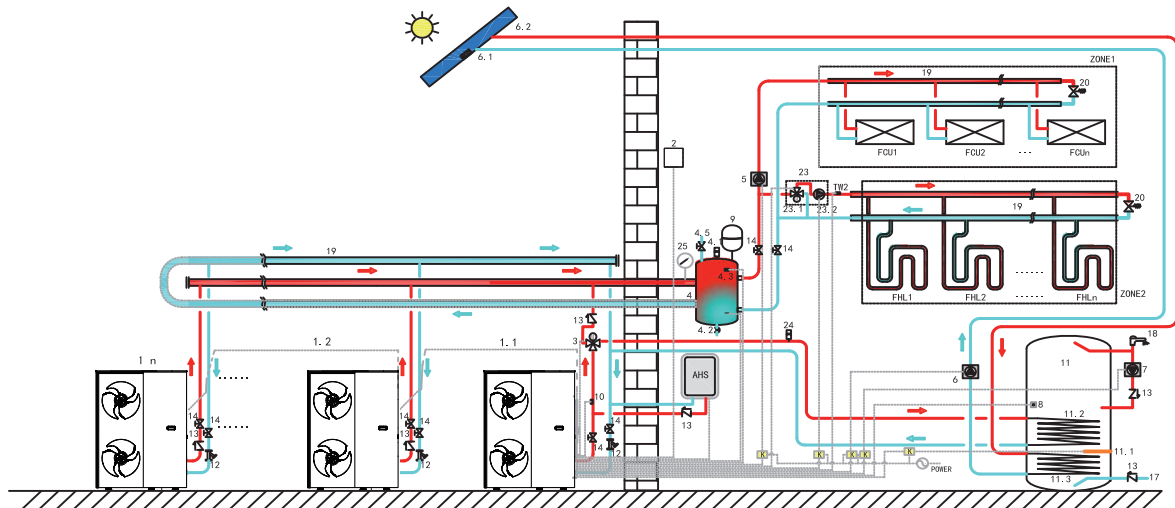 6.2
6.1
ZONE1
19
20
FCU1
FCU2
....
FCUn
2
5
23
23.1
23.2
TW2
19
20
FHL1
FHL2
......
FHLn
ZONE2
9
4.5
25
14
14
4.3
4
4.2
19
13
3
24
1.2
1.1
1 n
......
......
14
13
12
14
13
12
10
14
AHS
13
6
7
18
11
13
8
11.2
11.1
11.3
13
17
K
K
K
K
K
POWER